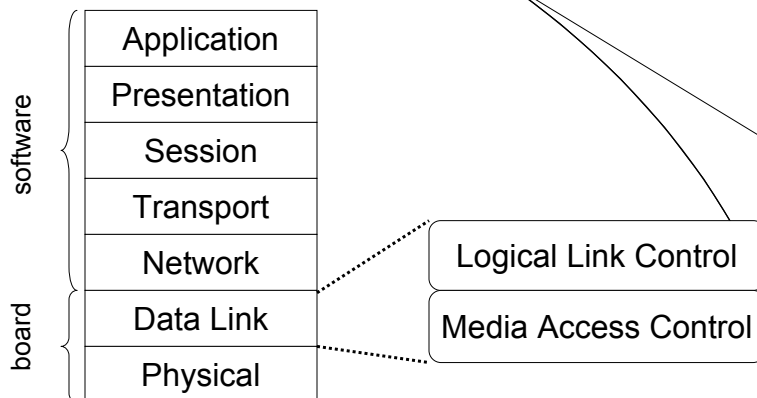 software
Application
Presentation
Session
Transport
Network
board
Data Link
Physical
Logical Link Control
Media Access Control